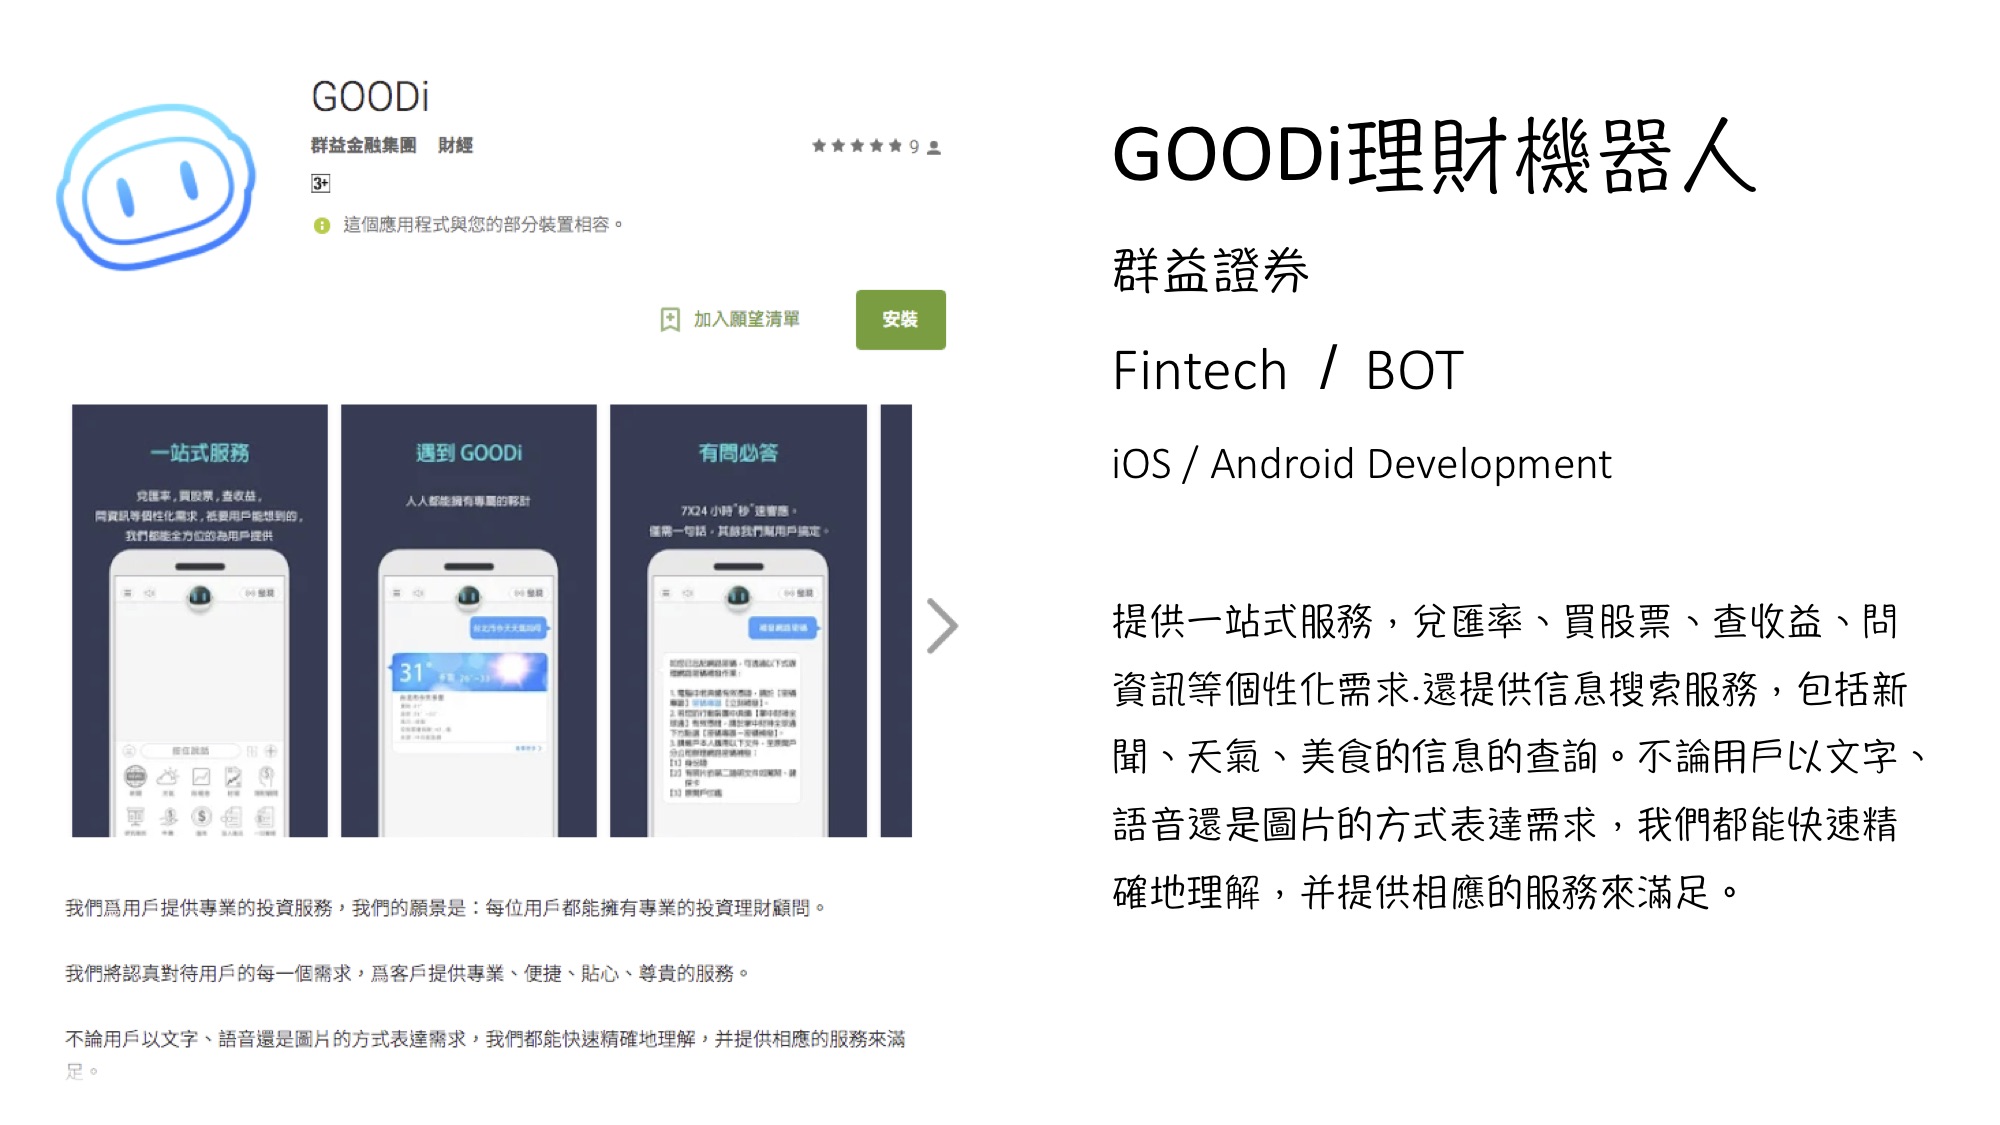 GOODi
群益金融集團 財經
9
3+
這個應用程式與您的部分裝置相容。
加入願望清單
安裝
一站式服務
兌匯率,買股票,查收益,
問資訊等個性化需求,祇要用戶能想到的,
我們都能全方位的為用戶提供
遇到 GOODi
人人都能擁有專屬的夥計
有問必答
7X24 小時"秒"速響應。
僅需一句話,其餘我們幫用戶搞定。
發現
發現
發現
31°
我們爲用戶提供專業的投資服務,我們的願景是:每位用戶都能擁有專業的投資理財顧問。
我們將認真對待用戶的每一個需求,爲客戶提供專業、便捷、貼心、尊貴的服務。
不論用戶以文字、語音還是圖片的方式表達需求,我們都能快速精確地理解,并提供相應的服務來滿
足。
GOODi理財機器人
群益證券
Fintech / BOT
iOS / Android Development
提供一站式服務,兌匯率、買股票、查收益、問
資訊等個性化需求.還提供信息搜索服務,包括新
聞、天氣、美食的信息的查詢。不論用戶以文字、
語音還是圖片的方式表達需求,我們都能快速精
確地理解,并提供相應的服務來滿足。